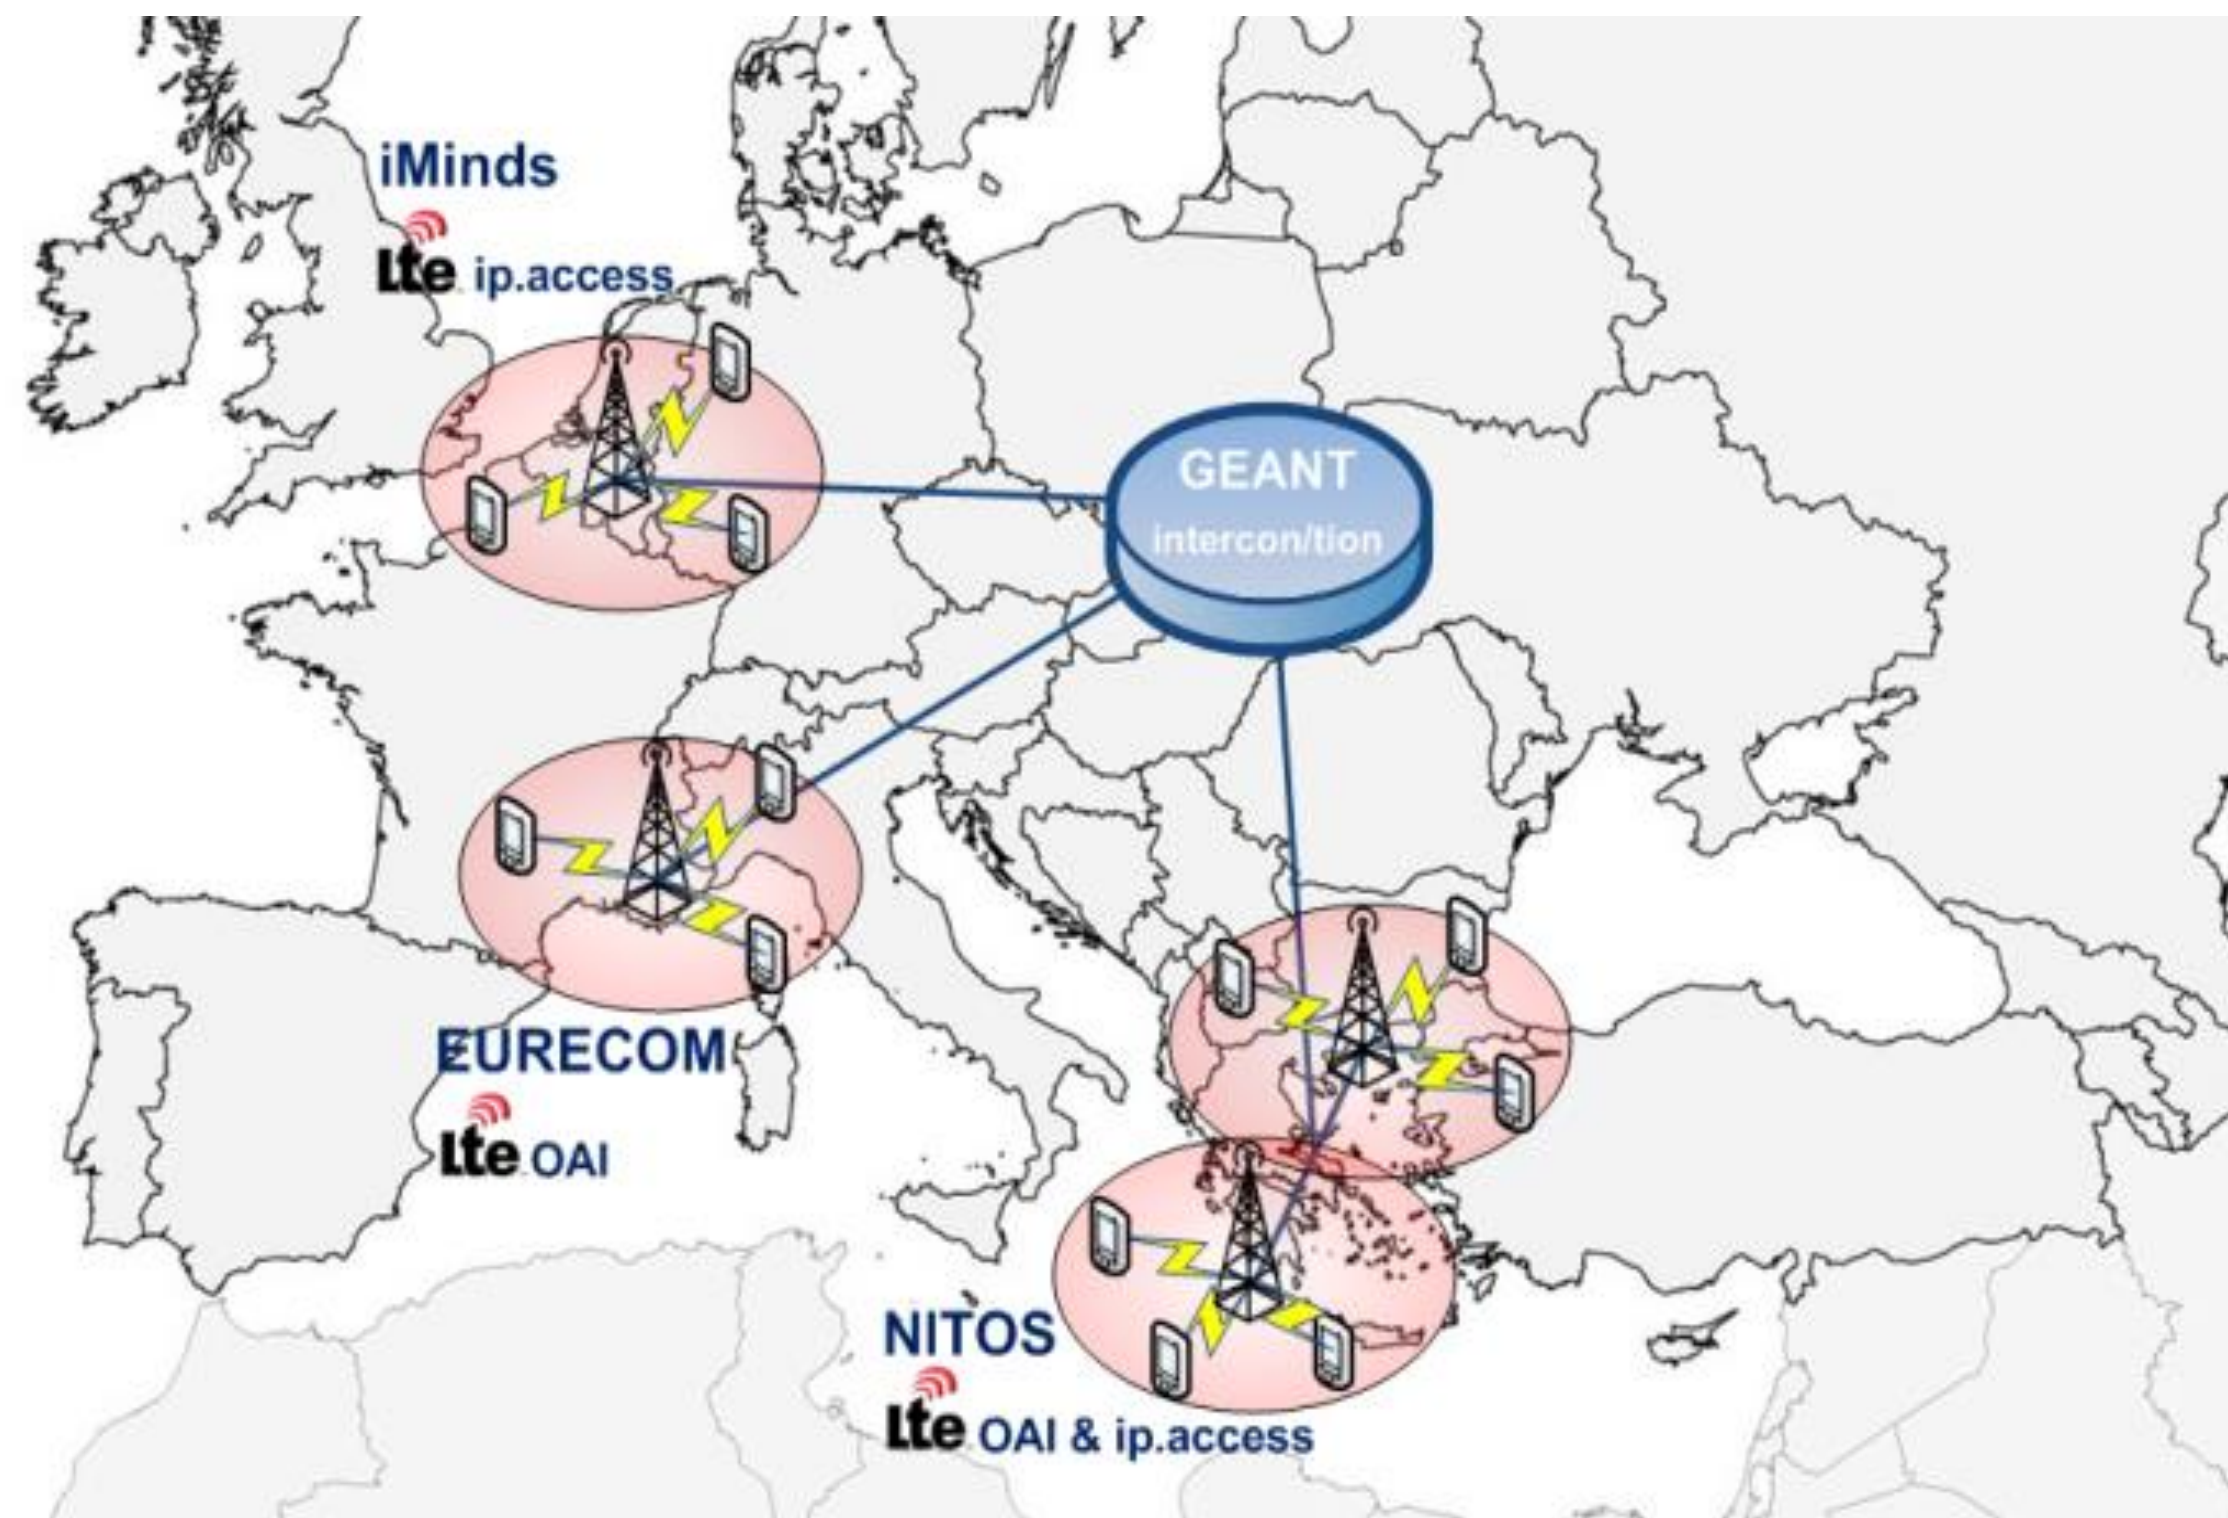 iMinds
Lte ip.access
GEANT
intercon/tion
EURECOM
Lte OAI
NITOS
Lte OAI & ip.access